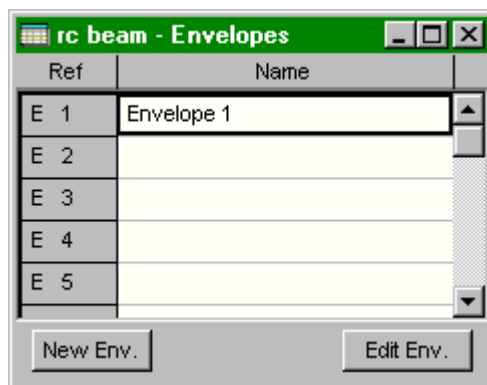 rc beam - Envelopes
Ref Name
E 1 Envelope 1
E 2
E 3
E 4
E 5
New Env. Edit Env.